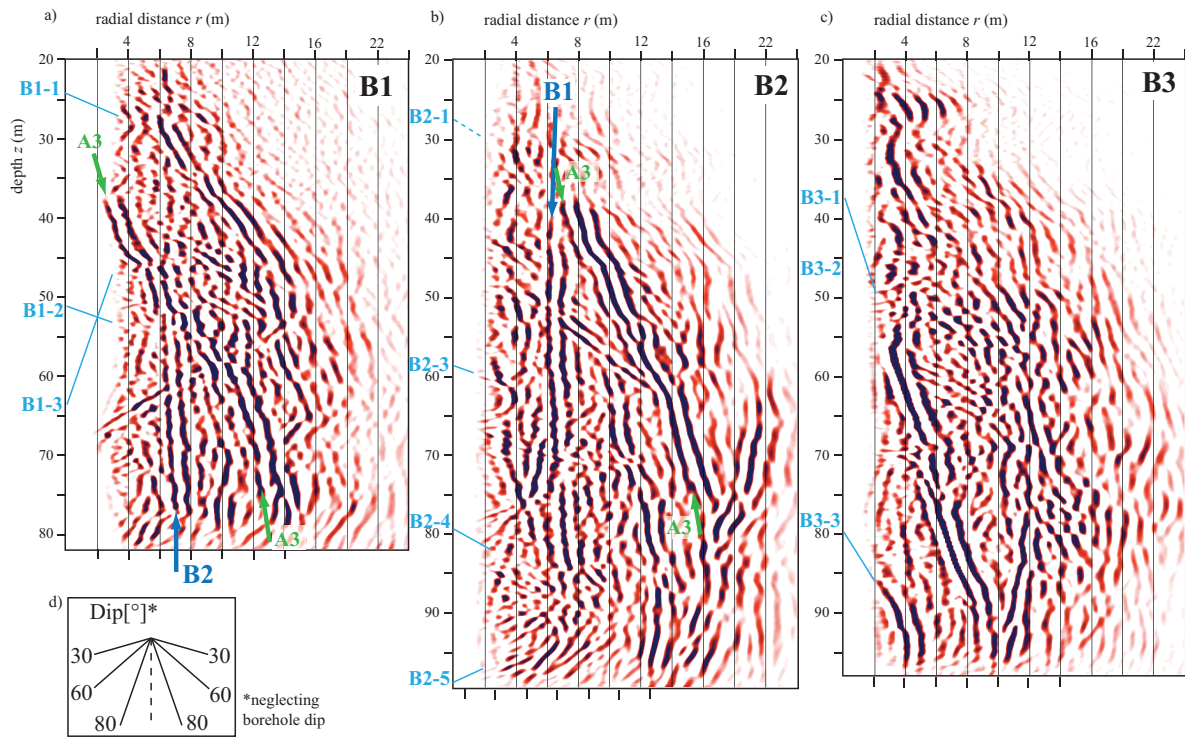 a)
radial distance r (m)
4 8 12 16 22
depth z (m)
20
30
40
50
60
70
80
B1
B1-1
A3
B1-2
B1-3
B2
A3
b)
radial distance r (m)
4 8 12 16 22
20
30
40
50
60
70
80
90
B2
B1
A3
B2-1
B2-3
B2-4
B2-5
A3
c)
radial distance r (m)
4 8 12 16 22
20
30
40
50
60
70
80
90
B3
B3-1
B3-2
B3-3
d)
Dip[°]*
30 30
60 60
80 80
*neglecting
borehole dip